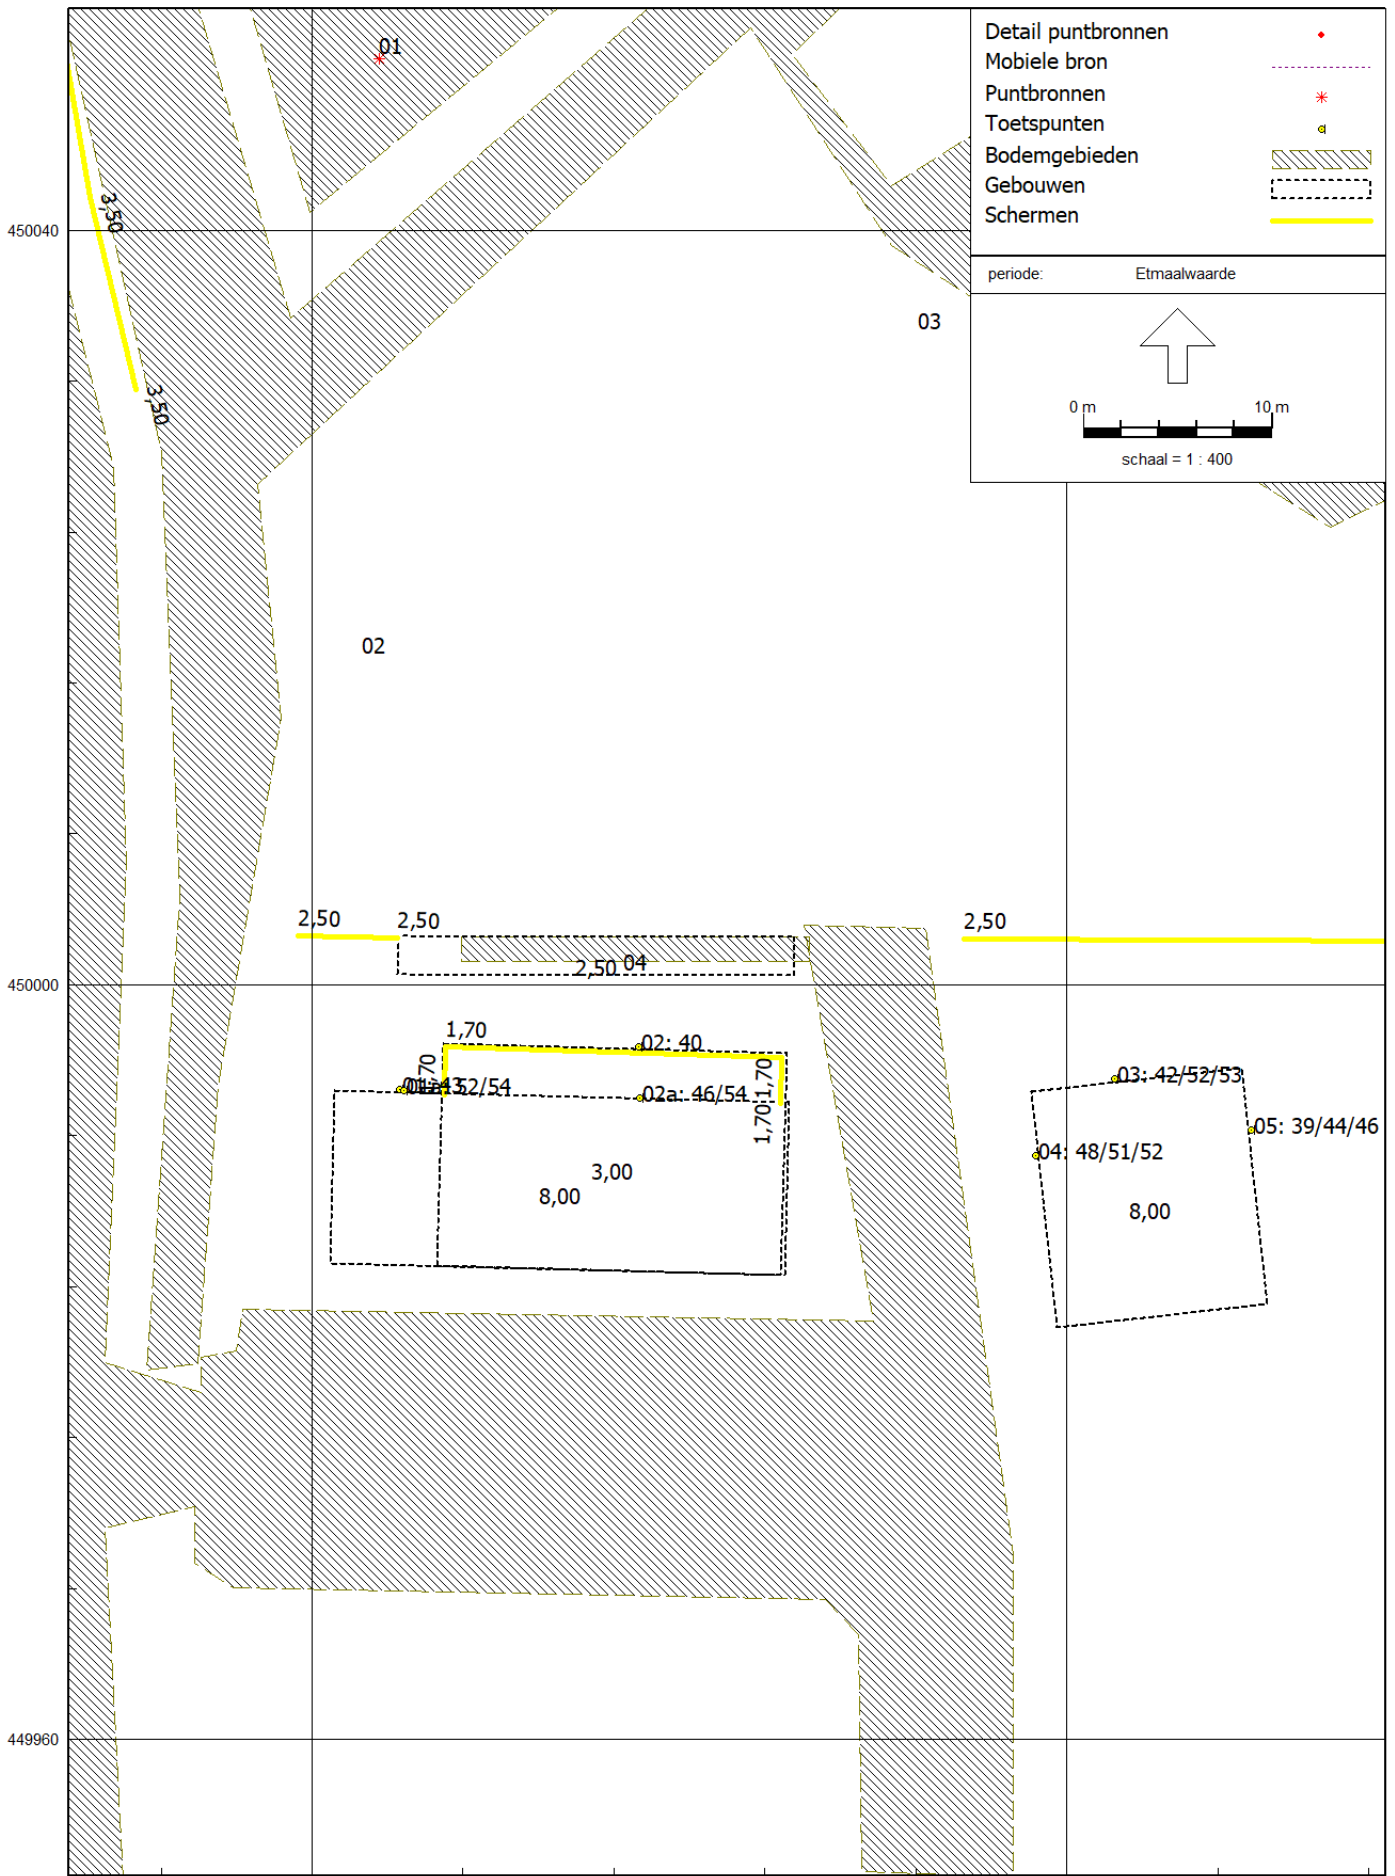 Detail puntbronnen
Mobiele bron
Puntbronnen
Toetspunten
Bodemgebieden
Gebouwen
Schermen
periode: Etmaalwaarde
0 m 10 m
schaal = 1 : 400
01
3,50
450040
03
3,50
02
2,50
2,50
2,50
2,50 04
450000
1,70
02: 40
1,70
52/54
02a: 46/54
1,70
03: 42/52/53
05: 39/44/46
04: 48/51/52
3,00
8,00
8,00
449960